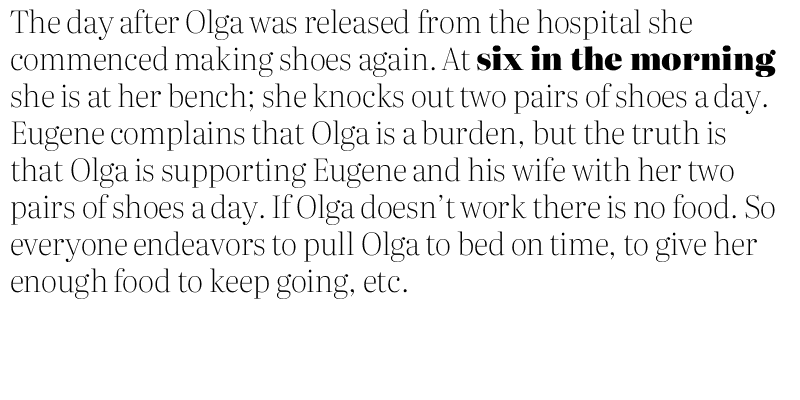 The day after Olga was released from the hospital she
commenced making shoes again. At six in the morning
she is at her bench; she knocks out two pairs of shoes a day.
Eugene complains that Olga is a burden, but the truth is
that Olga is supporting Eugene and his wife with her two
pairs of shoes a day. If Olga doesn’t work there is no food. So
everyone endeavors to pull Olga to bed on time, to give her
enough food to keep going, etc.